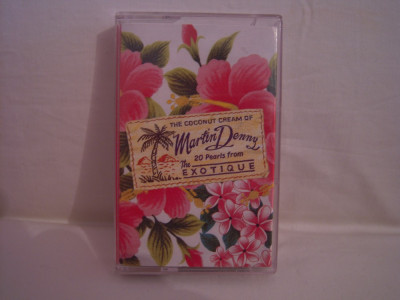 THE COCONUT CREAM OF
Martin Denny
20 Pearls from
The
EXOTIQUE